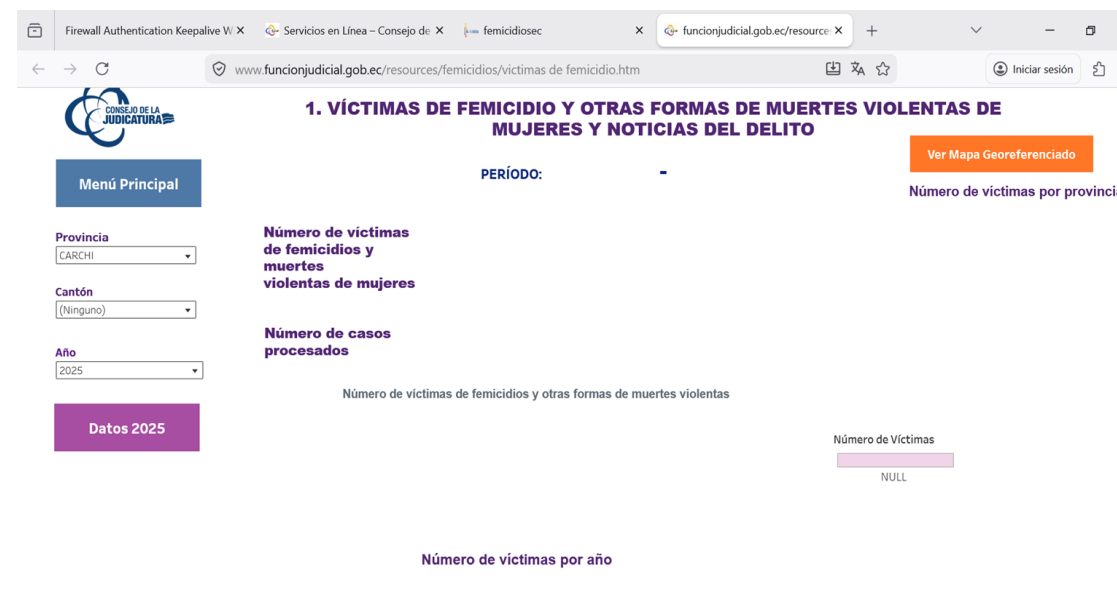 Firewall Authentication Keepalive W
Servicios en Línea – Consejo de
femicidiosec
funcionjudicial.gob.ec/resource
www.funcionjudicial.gob.ec/resources/femicidios/victimas de femicidio.htm
Iniciar sesión
CONSEJO DE LA
JUDICATURA
1. VÍCTIMAS DE FEMICIDIO Y OTRAS FORMAS DE MUERTES VIOLENTAS DE
MUJERES Y NOTICIAS DEL DELITO
Ver Mapa Georeferenciado
Menú Principal
PERÍODO: -
Número de víctimas por provinci
Provincia
CARCHI
Número de víctimas
de femicidios y
muertes
violentas de mujeres
Cantón
(Ninguno)
Número de casos
procesados
Año
2025
Número de víctimas de femicidios y otras formas de muertes violentas
Datos 2025
Número de Víctimas
NULL
Número de víctimas por año